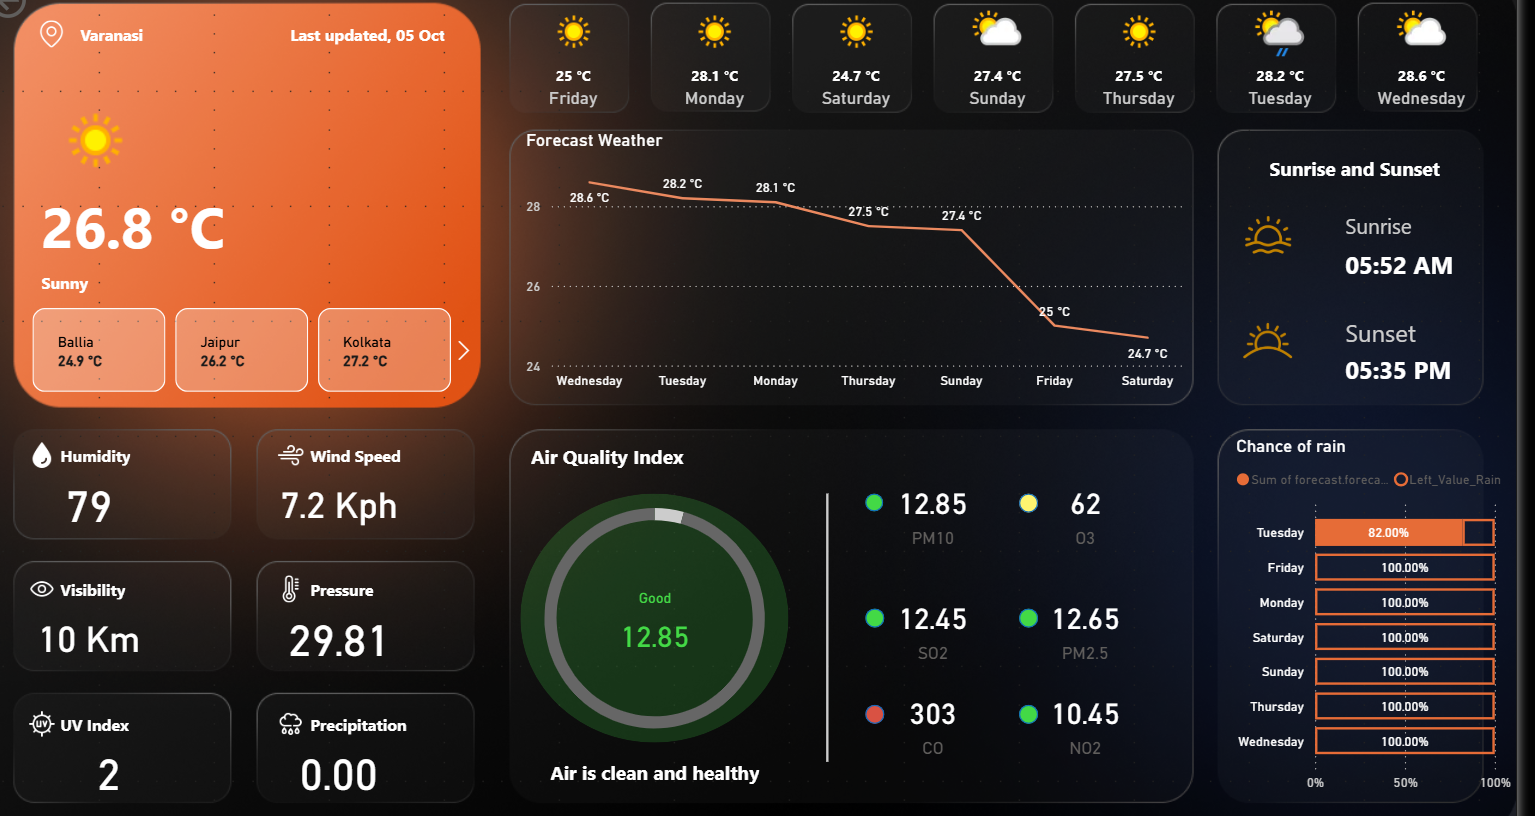 Varanasi
Last updated, 05 Oct
26.8 °C
Sunny
Ballia
24.9 °C
Jaipur
26.2 °C
Kolkata
27.2 °C
25 °C
Friday
28.1 °C
Monday
24.7 °C
Saturday
27.4 °C
Sunday
27.5 °C
Thursday
28.2 °C
Tuesday
28.6 °C
Wednesday
Forecast Weather
28
26
24
28.6 °C
28.2 °C
28.1 °C
27.5 °C
27.4 °C
25 °C
24.7 °C
Wednesday
Tuesday
Monday
Thursday
Sunday
Friday
Saturday
Sunrise and Sunset
Sunrise
05:52 AM
Sunset
05:35 PM
Humidity
79
Wind Speed
7.2 Kph
Visibility
10 Km
Pressure
29.81
UV
UV Index
2
Precipitation
0.00
Air Quality Index
Good
12.85
Air is clean and healthy
12.85
PM10
62
O3
12.45
SO2
12.65
PM2.5
303
CO
10.45
NO2
Chance of rain
Sum of forecast.foreca...
Left_Value_Rain
Tuesday
82.00%
Friday
100.00%
Monday
100.00%
Saturday
100.00%
Sunday
100.00%
Thursday
100.00%
Wednesday
100.00%
0%
50%
100%